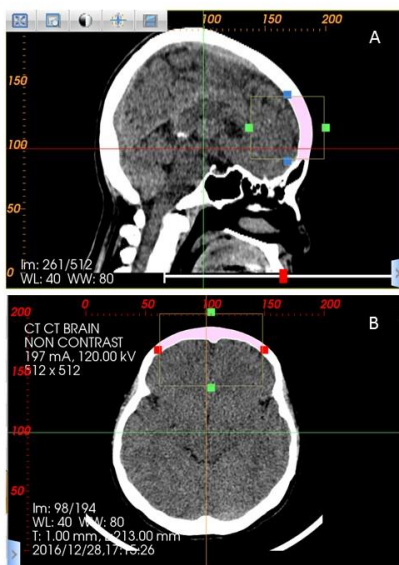 100
150
200
A
150
100
50
0
Im: 261/512
WL: 40 WW: 80
0
50
100
150
200
B
200
CT CT BRAIN
NON CONTRAST
197 mA, 120.00 kV
512 x 512
150
100
50
Im: 98/194
WL: 40 WW: 80
T: 1.00 mm, L:213.00 mm
2016/12/28,17:15:26